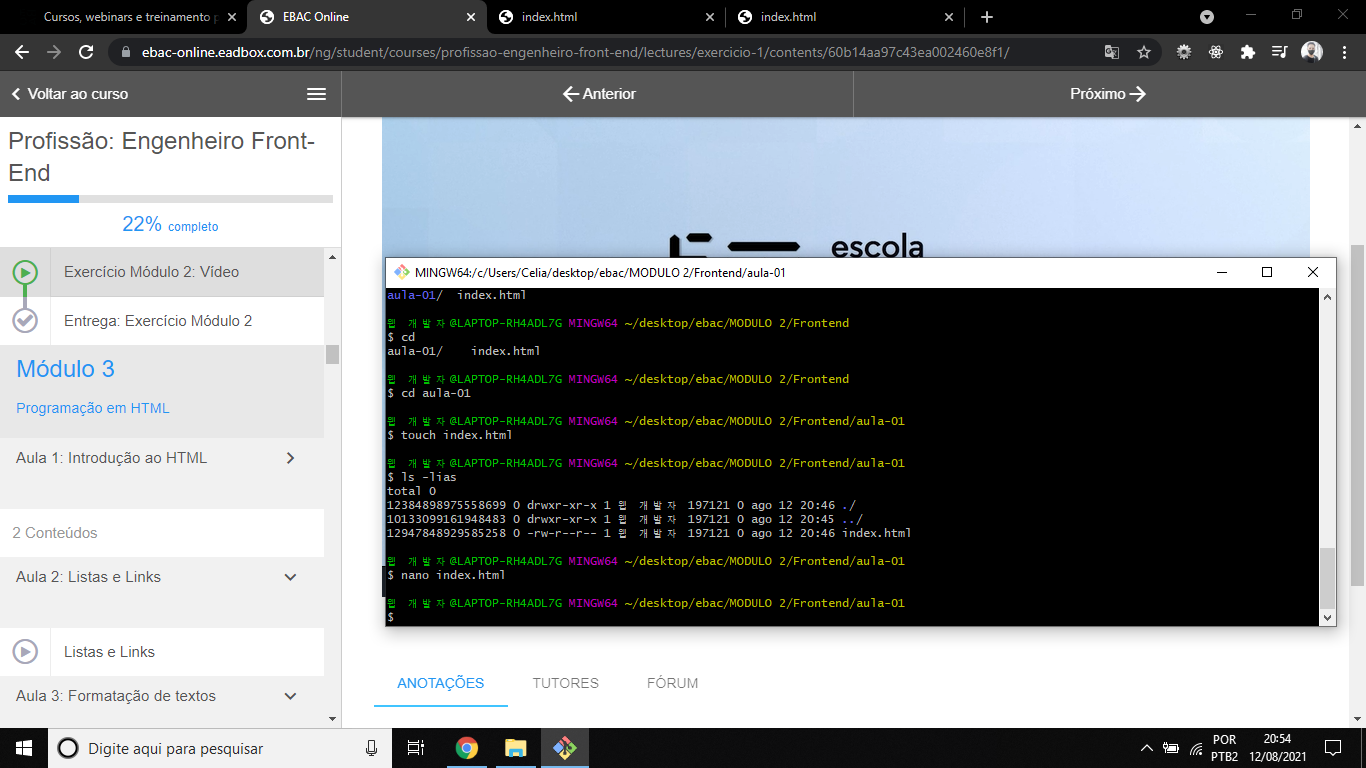 Cursos, webinars e treinamento p
EBAC Online
index.html
index.html
ebac-online.eadbox.com.br/ng/student/courses/profissao-engenheiro-front-end/lectures/exercicio-1/contents/60b14aa97c43ea002460e8f1/
Voltar ao curso
Anterior
Próximo
Profissão: Engenheiro Front-
End
22% completo
Exercício Módulo 2: Vídeo
Entrega: Exercício Módulo 2
Módulo 3
Programação em HTML
Aula 1: Introdução ao HTML
2 Conteúdos
Aula 2: Listas e Links
Listas e Links
Aula 3: Formatação de textos
escola
MINGW64:/c/Users/Celia/desktop/ebac/MODULO 2/Frontend/aula-01
aula-01/  index.html
웹 개발자@LAPTOP-RH4ADL7G MINGW64 ~/desktop/ebac/MODULO 2/Frontend
$ cd
aula-01/    index.html
웹 개발자@LAPTOP-RH4ADL7G MINGW64 ~/desktop/ebac/MODULO 2/Frontend
$ cd aula-01
웹 개발자@LAPTOP-RH4ADL7G MINGW64 ~/desktop/ebac/MODULO 2/Frontend/aula-01
$ touch index.html
웹 개발자@LAPTOP-RH4ADL7G MINGW64 ~/desktop/ebac/MODULO 2/Frontend/aula-01
$ ls -lias
total 0
12384898975558699 0 drwxr-xr-x 1 웹 개발자 197121 0 ago 12 20:46 ./
10133099161948483 0 drwxr-xr-x 1 웹 개발자 197121 0 ago 12 20:45 ../
12947848929585258 0 -rw-r--r-- 1 웹 개발자 197121 0 ago 12 20:46 index.html
웹 개발자@LAPTOP-RH4ADL7G MINGW64 ~/desktop/ebac/MODULO 2/Frontend/aula-01
$ nano index.html
웹 개발자@LAPTOP-RH4ADL7G MINGW64 ~/desktop/ebac/MODULO 2/Frontend/aula-01
$
ANOTAÇÕES
TUTORES
FÓRUM
Digite aqui para pesquisar
POR
PTB2
20:54
12/08/2021